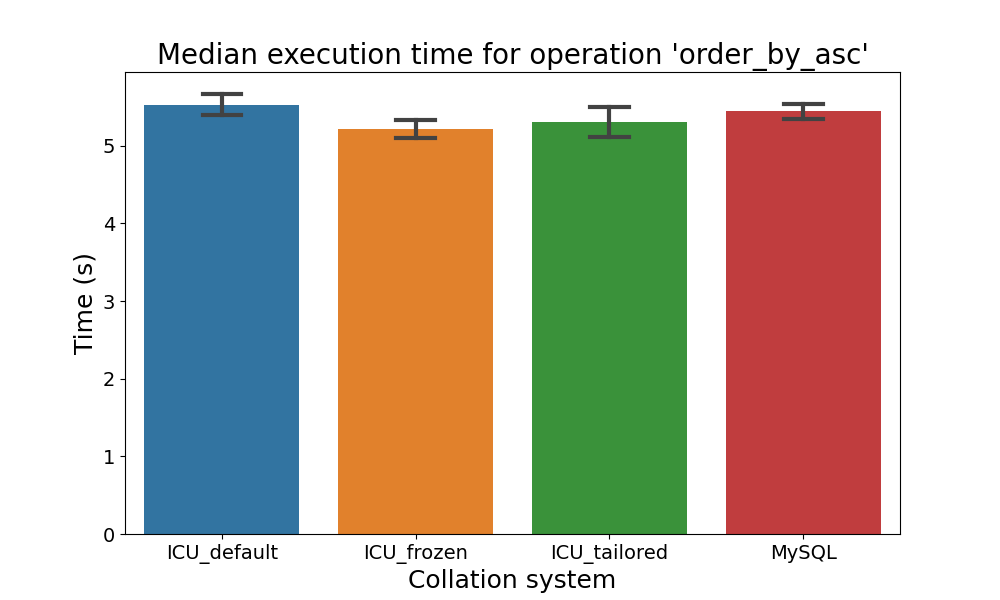 Median execution time for operation 'order_by_asc'
Time (s)
5
4
3
2
1
0
ICU_default ICU_frozen ICU_tailored MySQL
Collation system